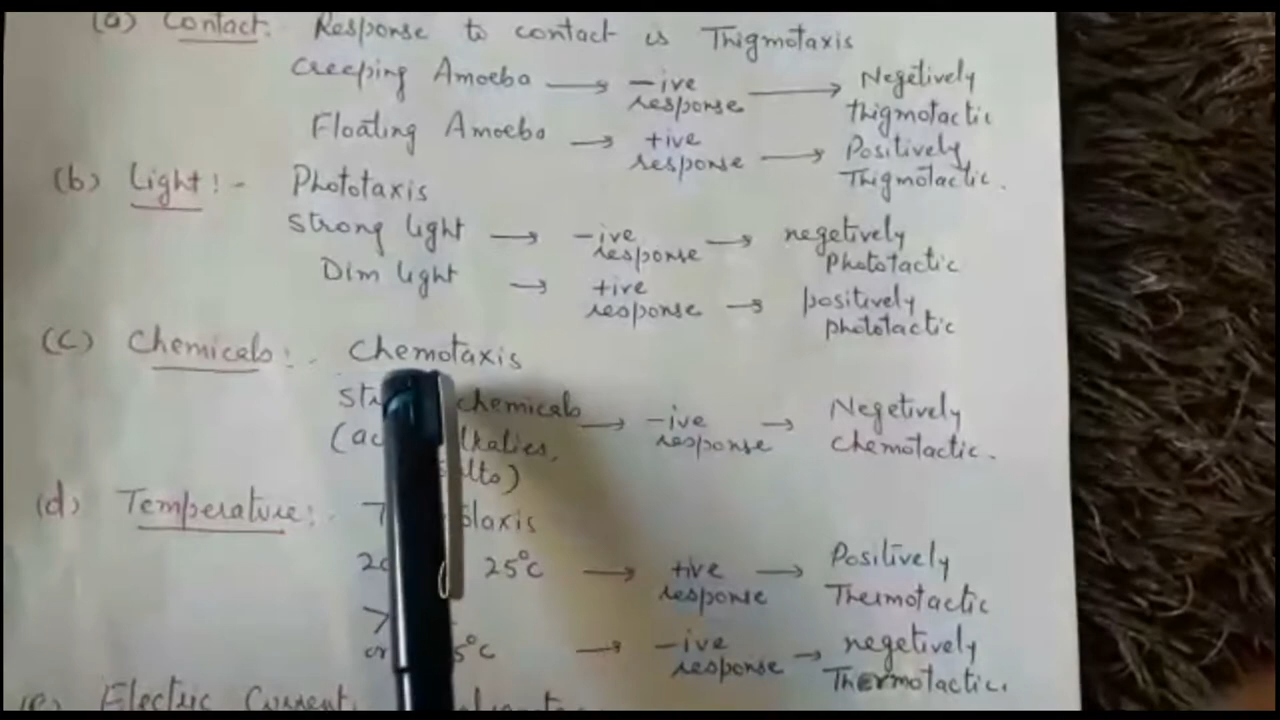 (a) Contact: Response to contact is Thigmotaxis
Creeping Amoeba → -ive response → Negetively thigmotactic
Floating Amoeba → +ive response → Positively Thigmotactic.
(b) Light:- Phototaxis
Strong light → -ive response → negetively Phototactic
Dim light → +ive response → positively phototactic
(c) Chemicals:- Chemotaxis
chemicals → -ive response → Negetively chemotactic.
(d) Temperature:-
25°C → +ive response → Positively Thermotactic
→ -ive response → negetively Thermotactic.
(e) Electric Current